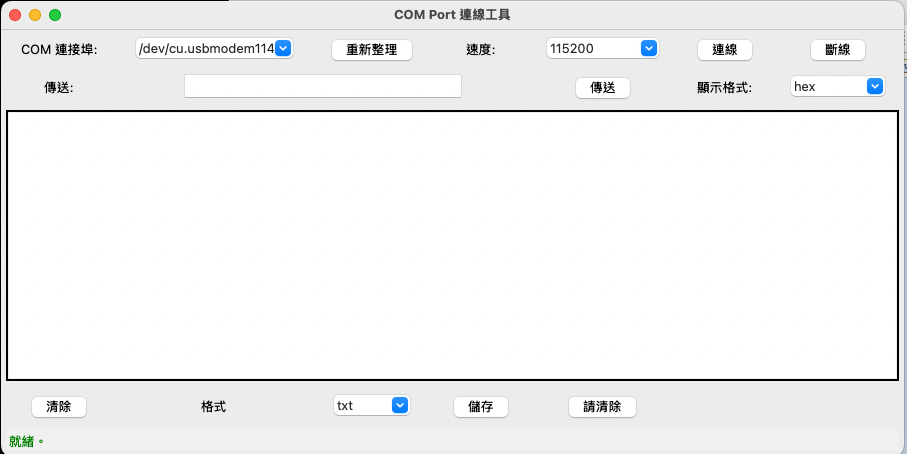 COM Port 連線工具
COM 連接埠: /dev/cu.usbmodem114 重新整理 速度: 115200 連線 斷線
傳送: 傳送 顯示格式: hex
清除 格式 txt 儲存 請清除
就緒。